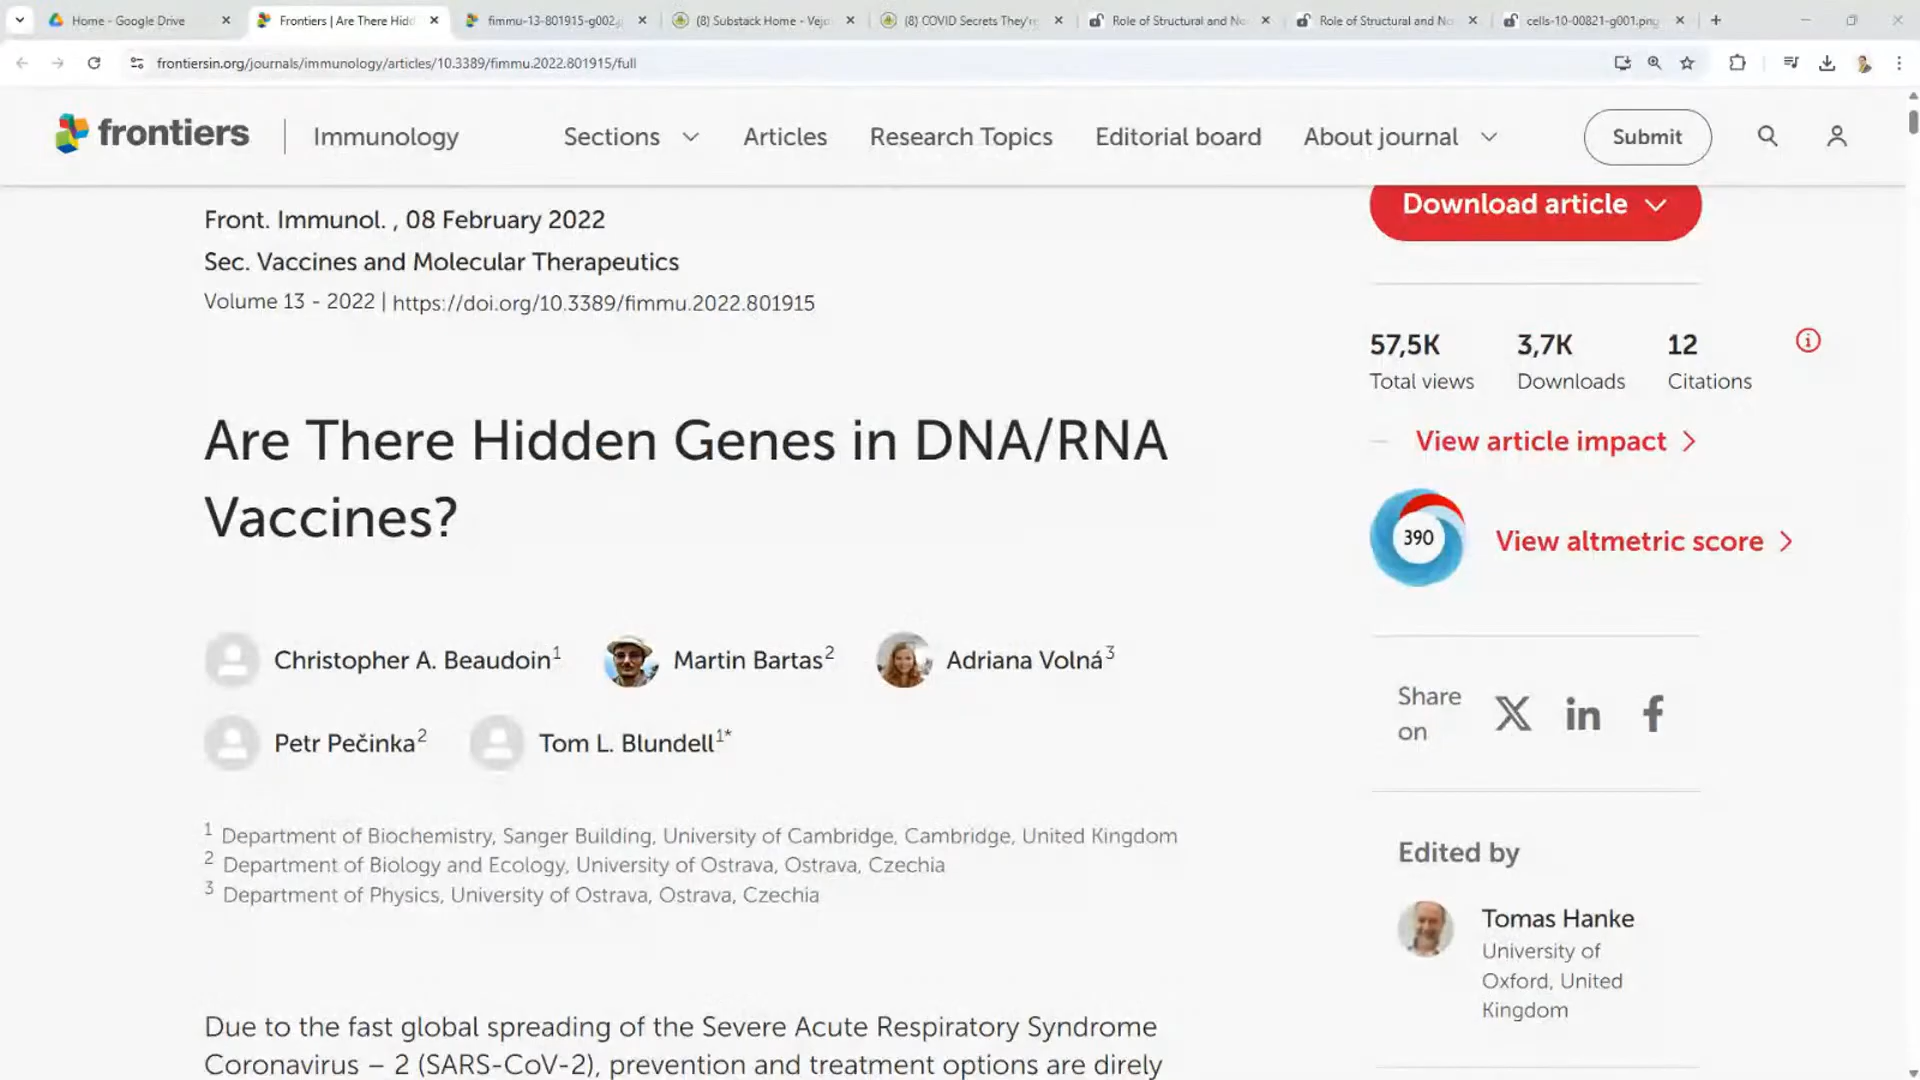 Home - Google Drive
Frontiers | Are There Hidd
fimmu-13-801915-g002.j
(8) Substack Home - Vejo
(8) COVID Secrets They're
Role of Structural and No
Role of Structural and No
cells-10-00821-g001.png
frontiersin.org/journals/immunology/articles/10.3389/fimmu.2022.801915/full
frontiers
Immunology
Sections
Articles
Research Topics
Editorial board
About journal
Submit
Download article
Front. Immunol. , 08 February 2022
Sec. Vaccines and Molecular Therapeutics
Volume 13 - 2022 | https://doi.org/10.3389/fimmu.2022.801915
57,5K
Total views
3,7K
Downloads
12
Citations
View article impact
390
View altmetric score
Are There Hidden Genes in DNA/RNA
Vaccines?
Christopher A. Beaudoin1
Martin Bartas2
Adriana Volná3
Petr Pečinka2
Tom L. Blundell1*
Share
on
1 Department of Biochemistry, Sanger Building, University of Cambridge, Cambridge, United Kingdom
2 Department of Biology and Ecology, University of Ostrava, Ostrava, Czechia
3 Department of Physics, University of Ostrava, Ostrava, Czechia
Edited by
Tomas Hanke
University of
Oxford, United
Kingdom
Due to the fast global spreading of the Severe Acute Respiratory Syndrome
Coronavirus – 2 (SARS-CoV-2), prevention and treatment options are direly